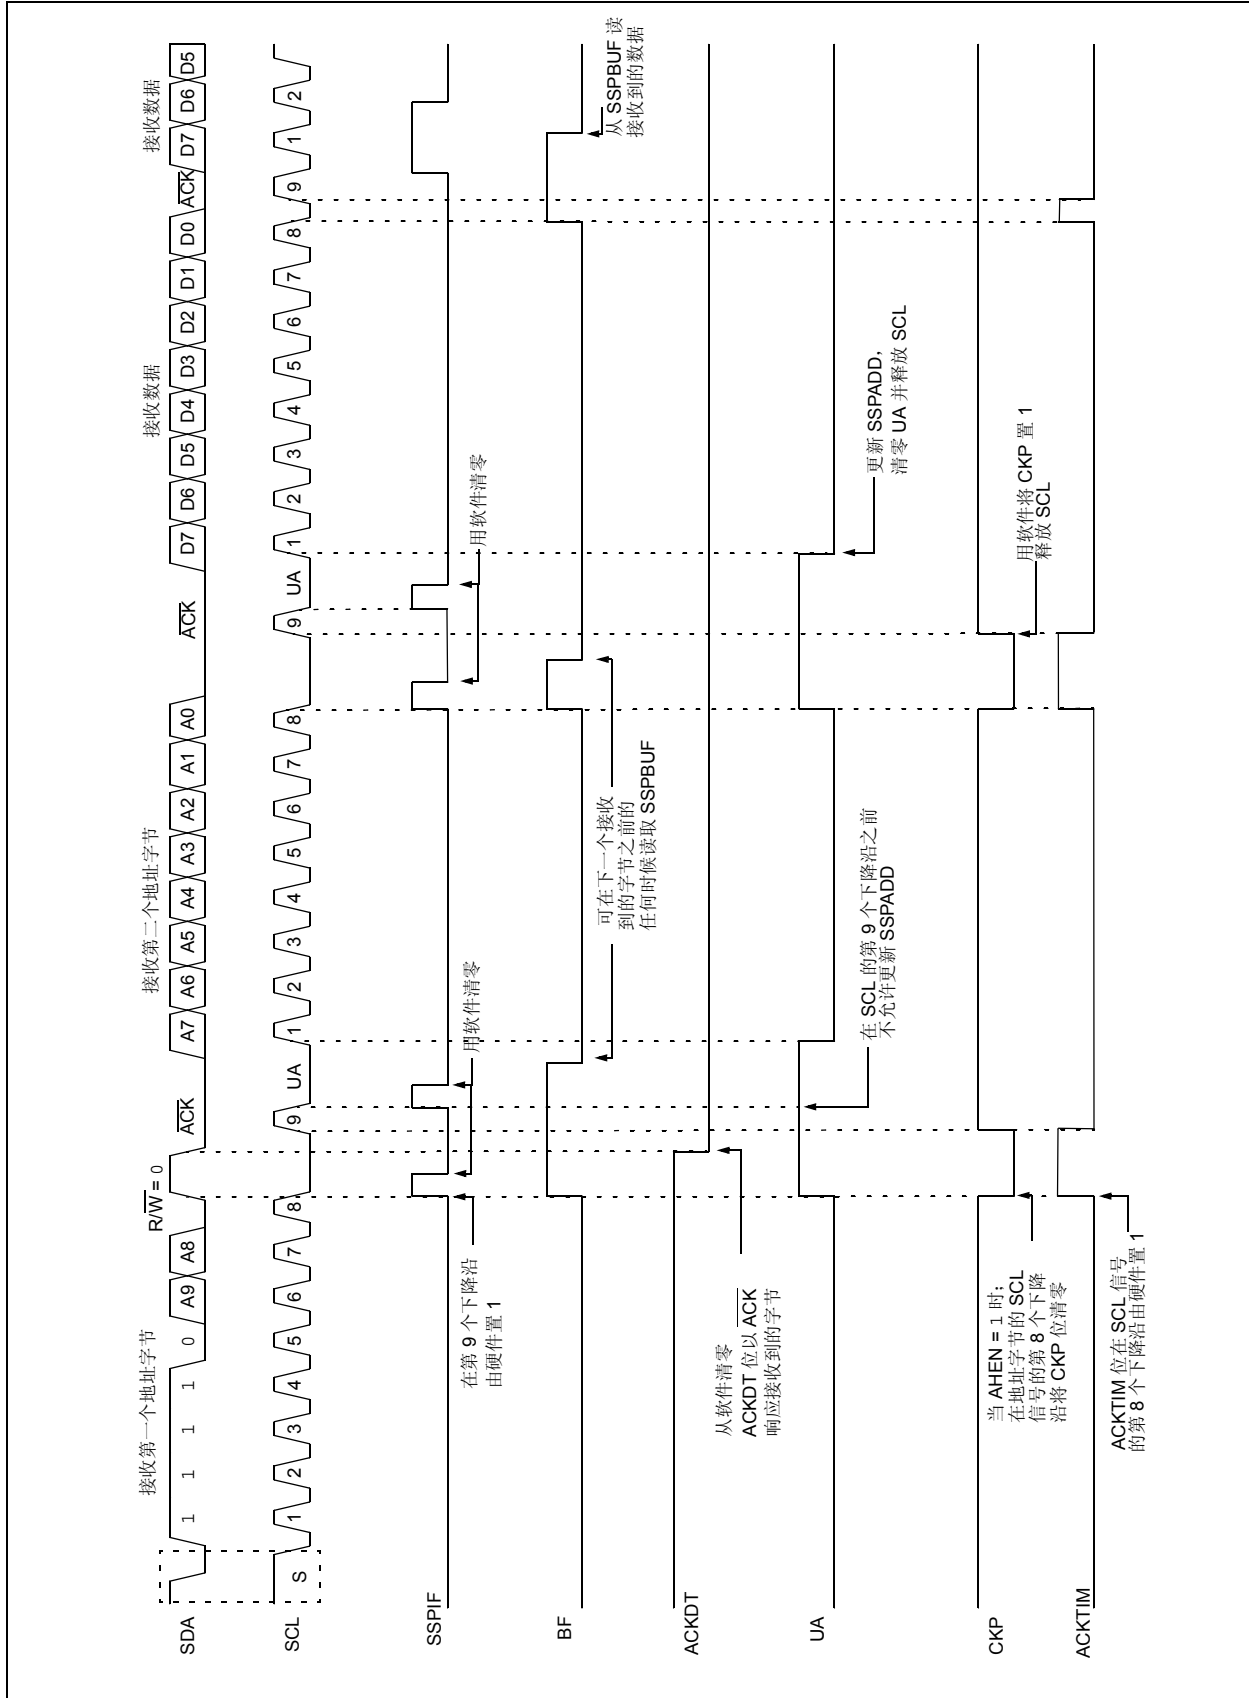 接收第一个地址字节
R/W = 0
接收第二个地址字节
接收数据
接收数据
SDA
1 1 1 1 0 A9 A8 ACK A7 A6 A5 A4 A3 A2 A1 A0 ACK D7 D6 D5 D4 D3 D2 D1 D0 ACK D7 D6 D5
SCL
S 1 2 3 4 5 6 7 8 9 UA 1 2 3 4 5 6 7 8 9 UA 1 2 3 4 5 6 7 8 9 1 2
SSPIF
在第 9 个下降沿
由硬件置 1
用软件清零
用软件清零
BF
可在下一个接收
到的字节之前的
任何时候读取 SSPBUF
从 SSPBUF 读
接收到的数据
ACKDT
从软件清零
ACKDT 位以 ACK
响应接收到的字节
UA
在 SCL 的第 9 个下降沿之前
不允许更新 SSPADD
更新 SSPADD,
清零 UA 并释放 SCL
CKP
当 AHEN = 1 时;
在地址字节的 SCL
信号的第 8 个下降
沿将 CKP 位清零
用软件将 CKP 置 1
释放 SCL
ACKTIM
ACKTIM 位在 SCL 信号
的第 8 个下降沿由硬件置 1